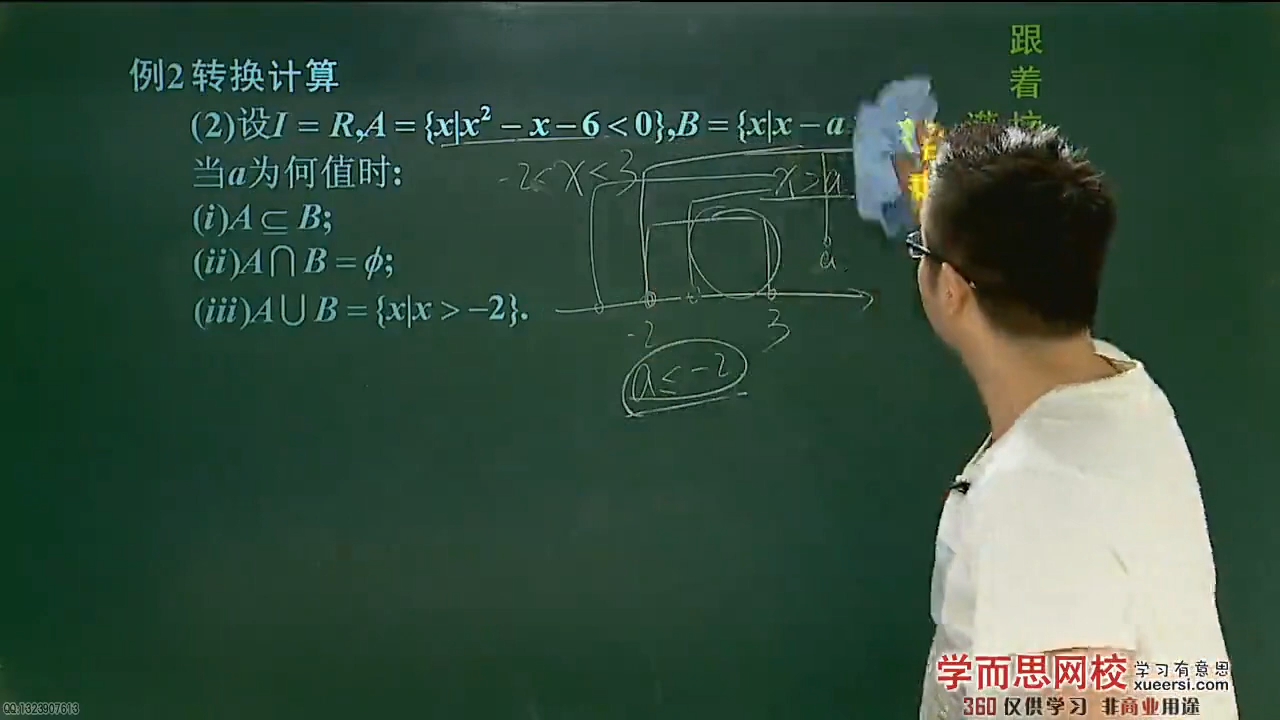 例2 转换计算
跟
着
(2)设I = R,A = {x|x² − x − 6 < 0},B = {x|x − a
-2 < x < 3
x > a
当a为何值时:
(i)A ⊆ B;
(ii)A ⋂ B = ϕ;
a
(iii)A ⋃ B = {x|x > −2}.
-2
3
a ≤ -2
学而思网校 学习有意思
xueersi.com
360 仅供学习 非商业用途
QQ:1323907613